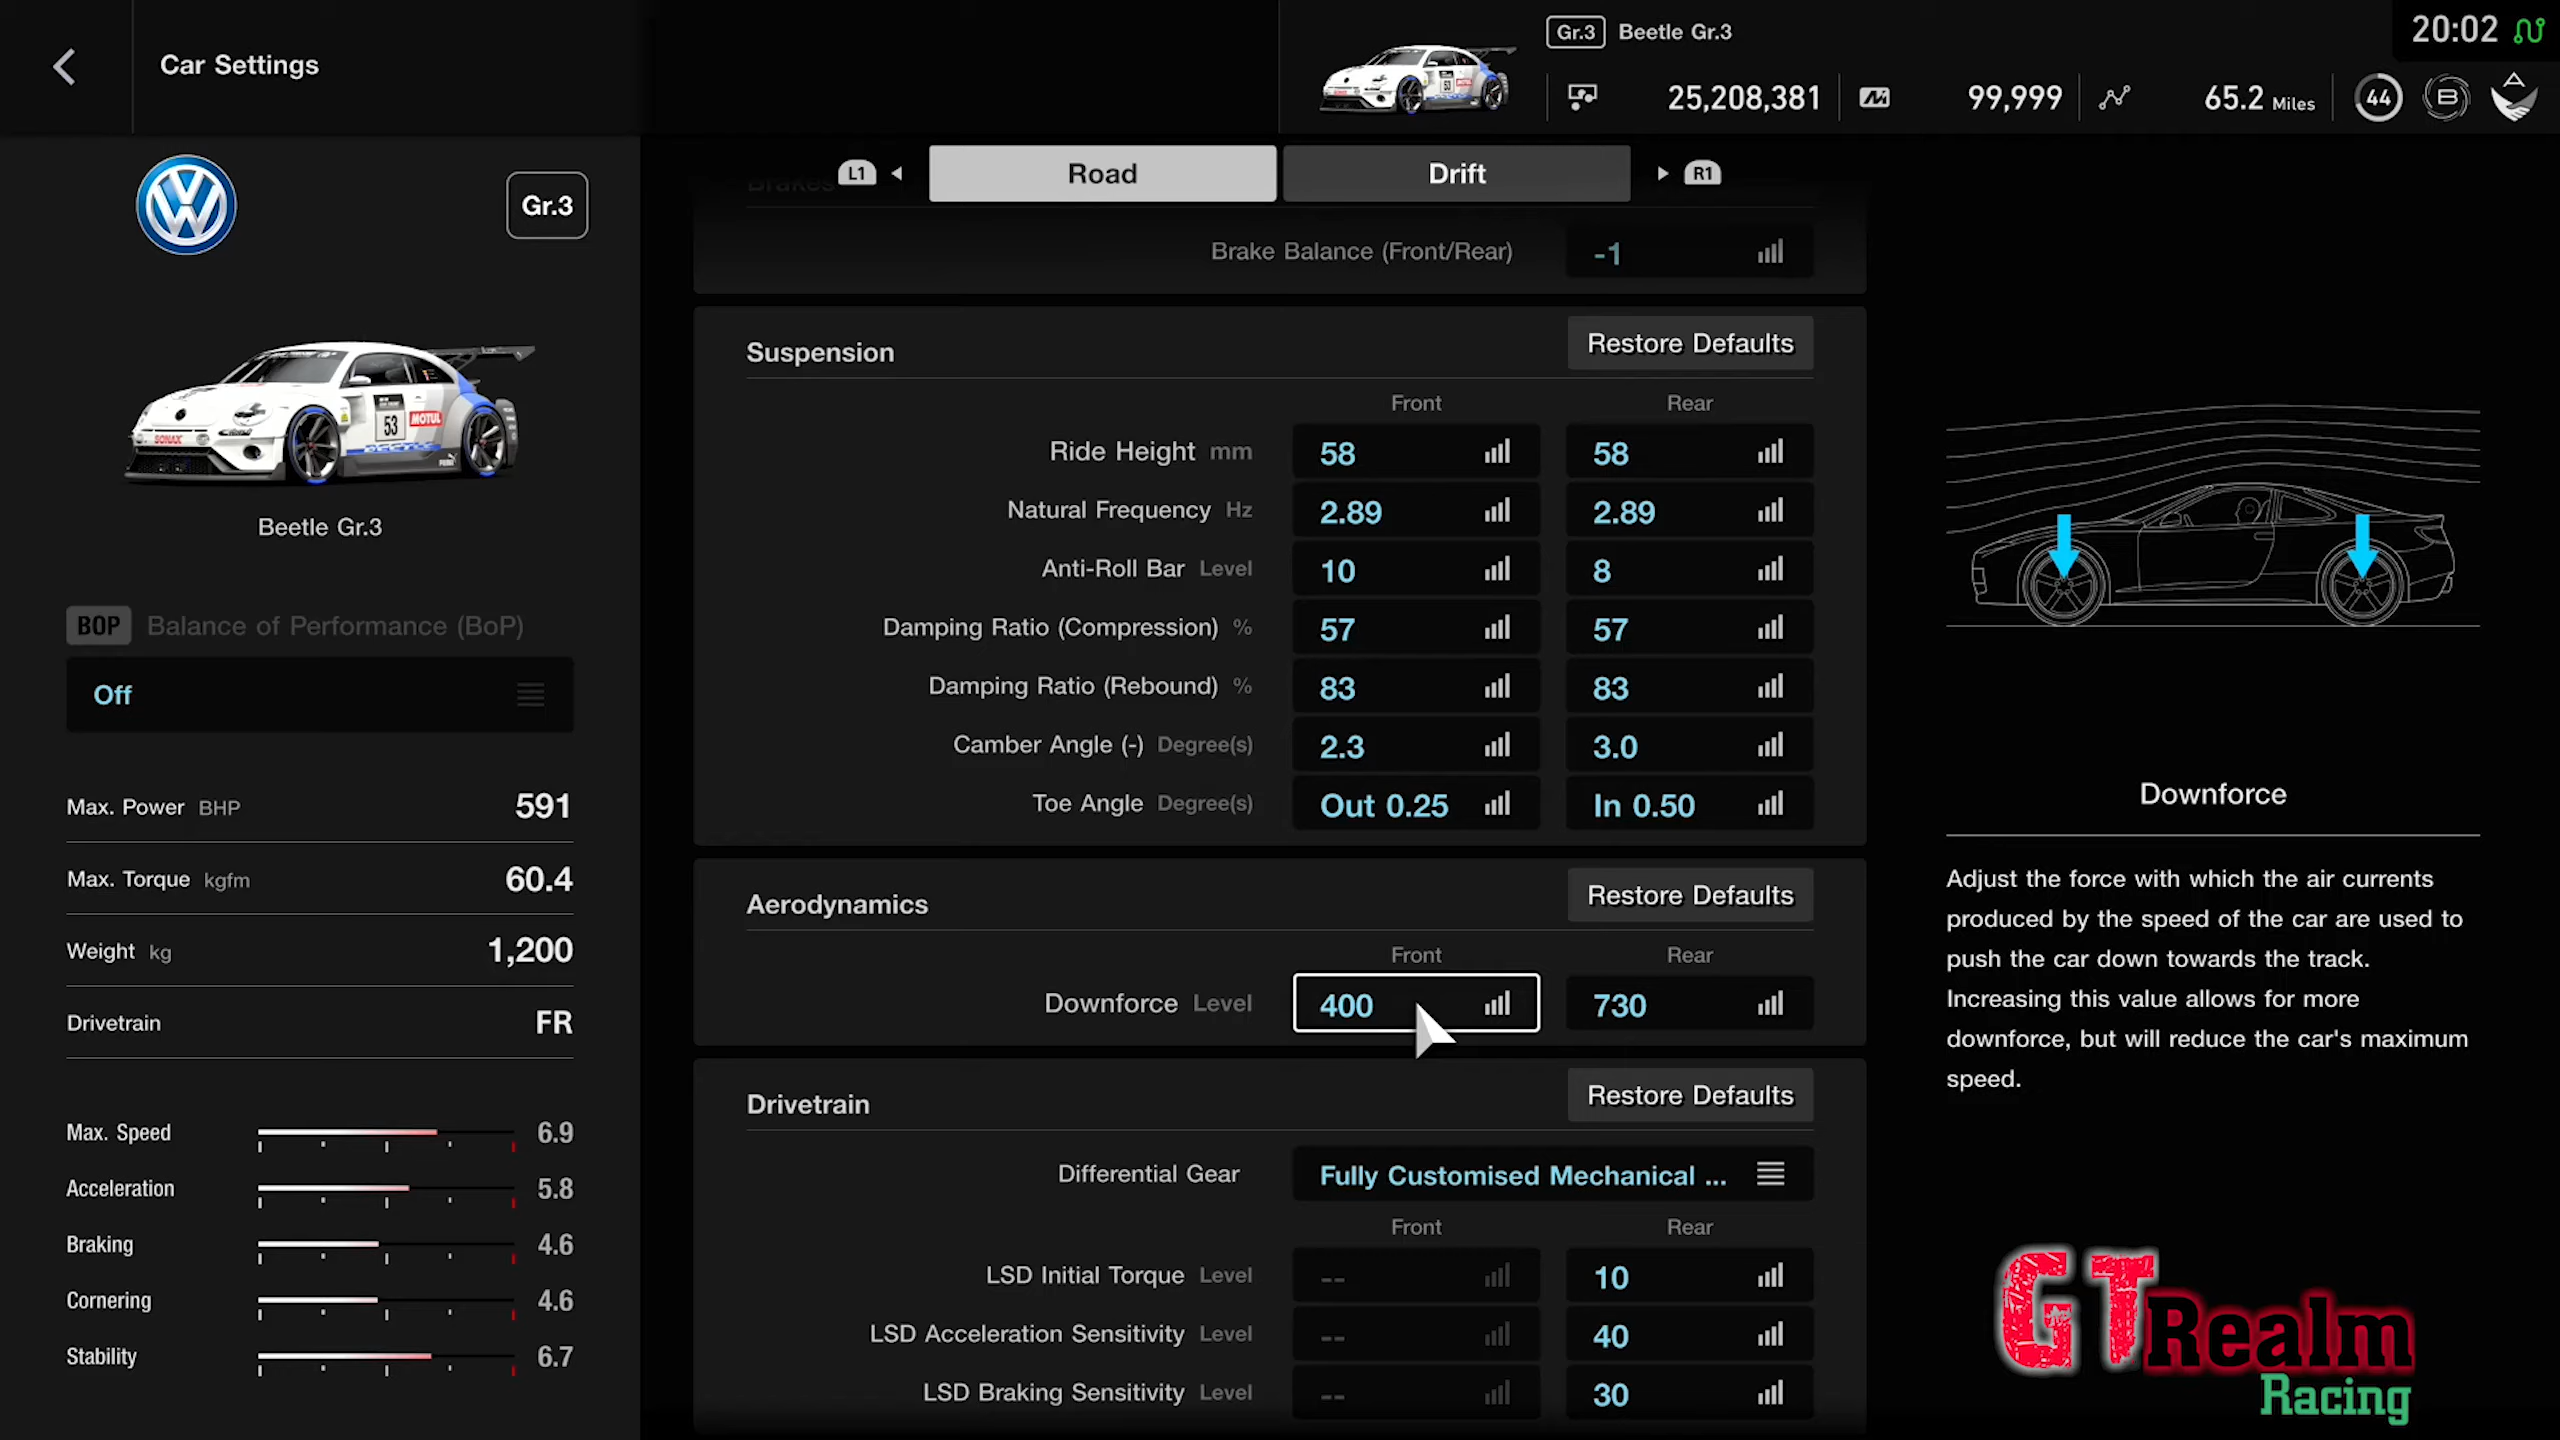 Car Settings
Gr.3 Beetle Gr.3
20:02
25,208,381 99,999 65.2 Miles 44 B A
L1 Road Drift R1
Gr.3
Brakes
Brake Balance (Front/Rear) -1
53 MOTUL
SONAX BEETLE
Beetle Gr.3
BOP Balance of Performance (BoP)
Off
Max. Power BHP 591
Max. Torque kgfm 60.4
Weight kg 1,200
Drivetrain FR
Max. Speed 6.9
Acceleration 5.8
Braking 4.6
Cornering 4.6
Stability 6.7
Suspension Restore Defaults
Front Rear
Ride Height mm 58 58
Natural Frequency Hz 2.89 2.89
Anti-Roll Bar Level 10 8
Damping Ratio (Compression) % 57 57
Damping Ratio (Rebound) % 83 83
Camber Angle (-) Degree(s) 2.3 3.0
Toe Angle Degree(s) Out 0.25 In 0.50
Aerodynamics Restore Defaults
Front Rear
Downforce Level 400 730
Drivetrain Restore Defaults
Differential Gear Fully Customised Mechanical ...
Front Rear
LSD Initial Torque Level -- 10
LSD Acceleration Sensitivity Level -- 40
LSD Braking Sensitivity Level -- 30
Downforce
Adjust the force with which the air currents
produced by the speed of the car are used to
push the car down towards the track.
Increasing this value allows for more
downforce, but will reduce the car's maximum
speed.
GTRealm
Racing